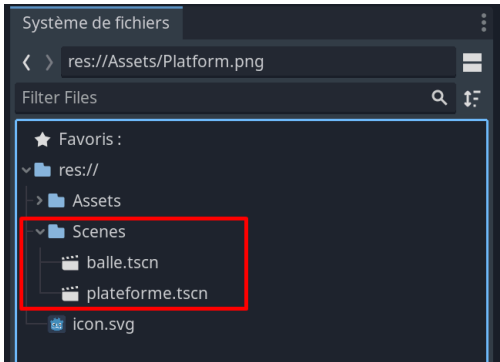 Système de fichiers
res://Assets/Platform.png
Filter Files
Favoris :
res://
Assets
Scenes
balle.tscn
plateforme.tscn
icon.svg